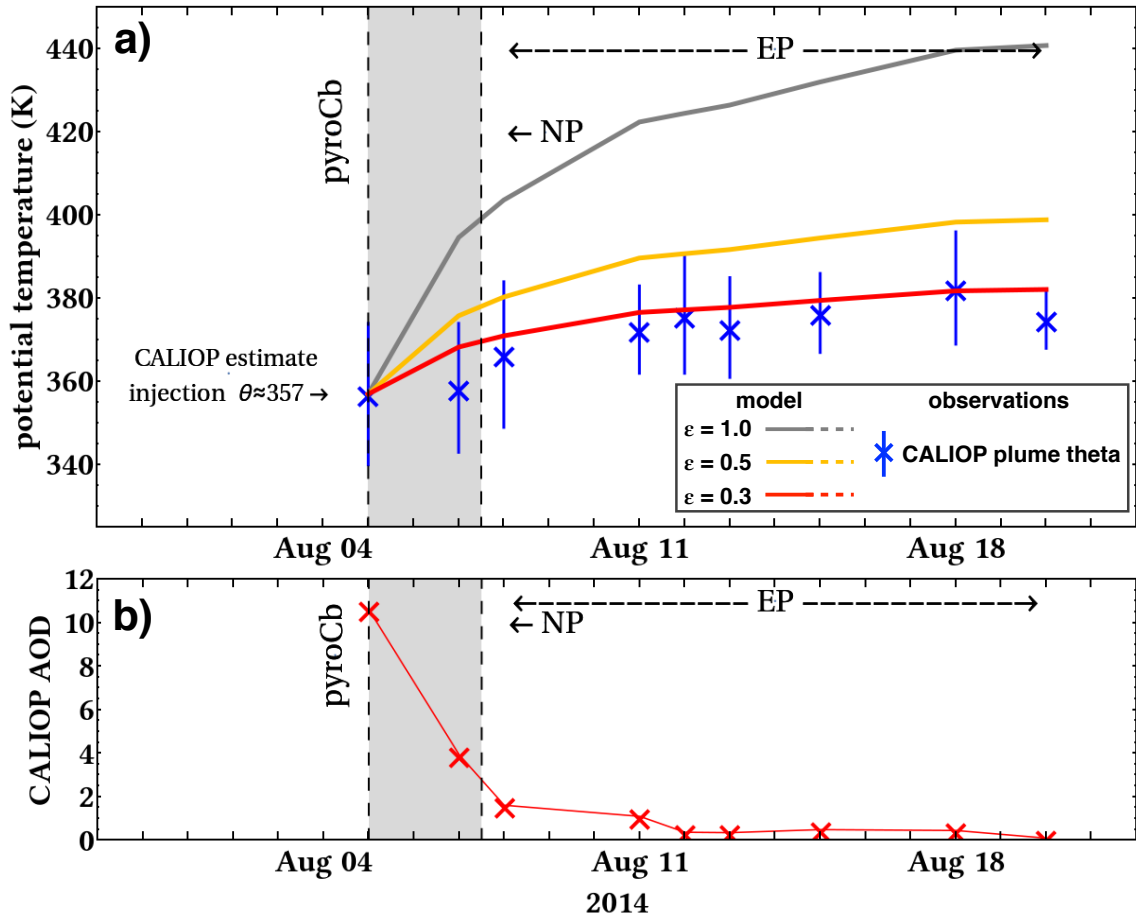 a)
potential temperature (K)
440
420
400
380
360
340
pyroCb
EP
← NP
CALIOP estimate
injection θ≈357 →
model observations
ε = 1.0
ε = 0.5
ε = 0.3
CALIOP plume theta
Aug 04 Aug 11 Aug 18
b)
CALIOP AOD
12
10
8
6
4
2
0
pyroCb
EP
← NP
Aug 04 Aug 11 Aug 18
2014